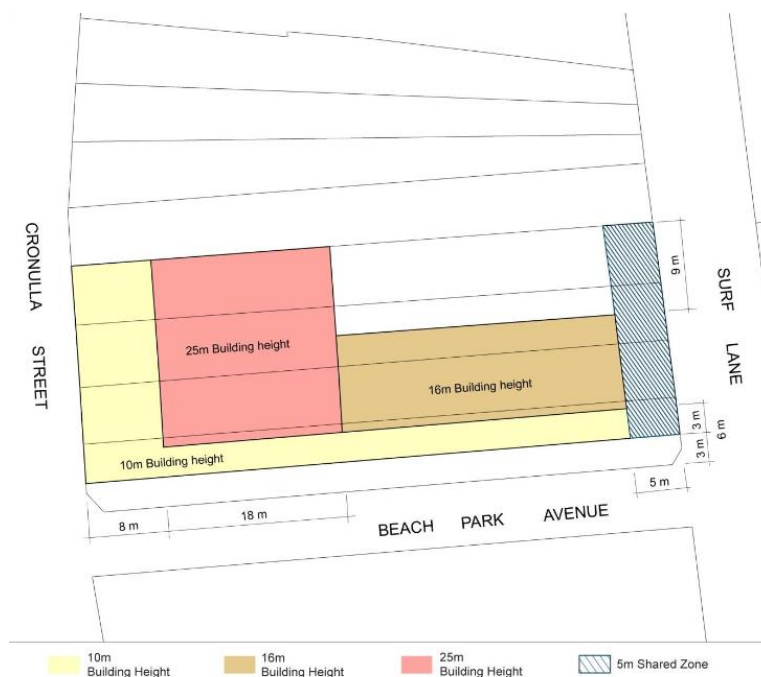 CRONULLA
STREET
25m Building height
16m Building height
10m Building height
9 m
SURF
LANE
3 m
3 m
6 m
8 m
18 m
5 m
BEACH PARK AVENUE
10m
Building Height
16m
Building Height
25m
Building Height
5m Shared Zone